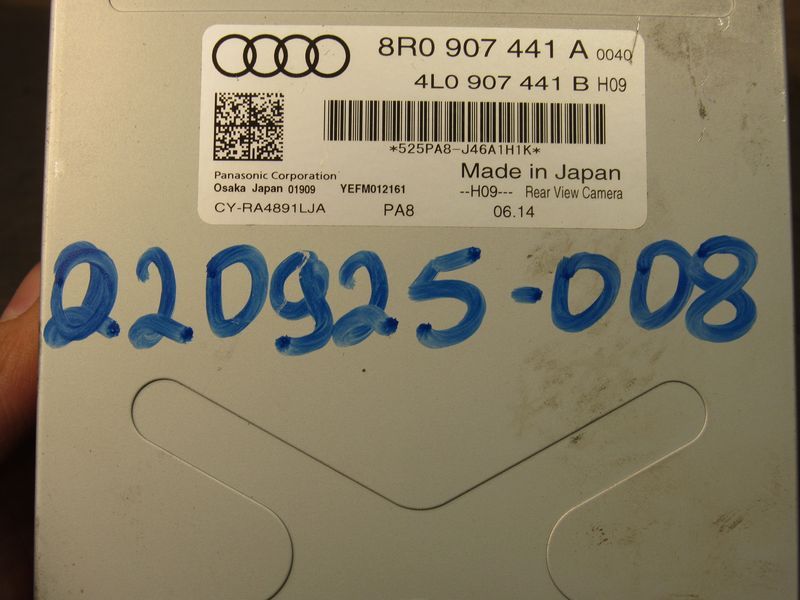 8R0 907 441 A 0040
4L0 907 441 B H09
*525PA8-J46A1H1K*
Made in Japan
Panasonic Corporation
Osaka Japan 01909 YEFM012161
--H09--- Rear View Camera
CY-RA4891LJA PA8 06.14
220925-008